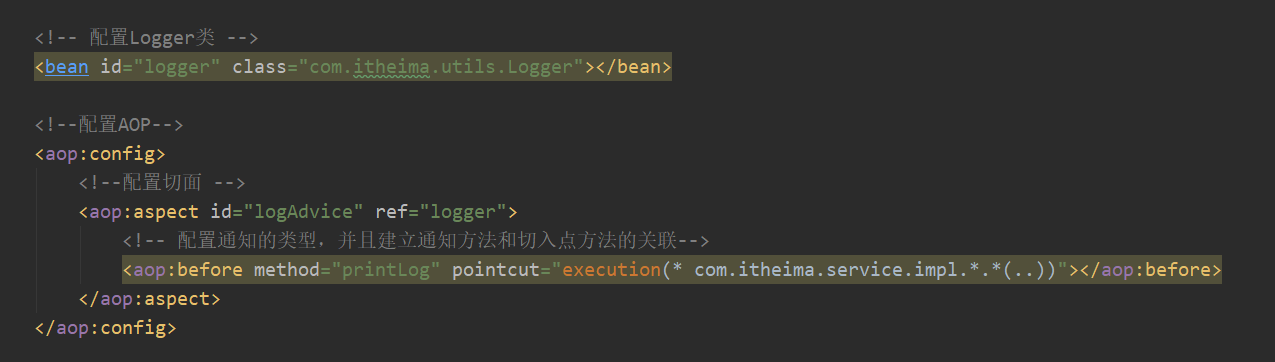 <!-- 配置Logger类 -->
<bean id="logger" class="com.itheima.utils.Logger"></bean>
<!--配置AOP-->
<aop:config>
<!--配置切面 -->
<aop:aspect id="logAdvice" ref="logger">
<!-- 配置通知的类型，并且建立通知方法和切入点方法的关联-->
<aop:before method="printLog" pointcut="execution(* com.itheima.service.impl.*.*(..))"></aop:before>
</aop:aspect>
</aop:config>